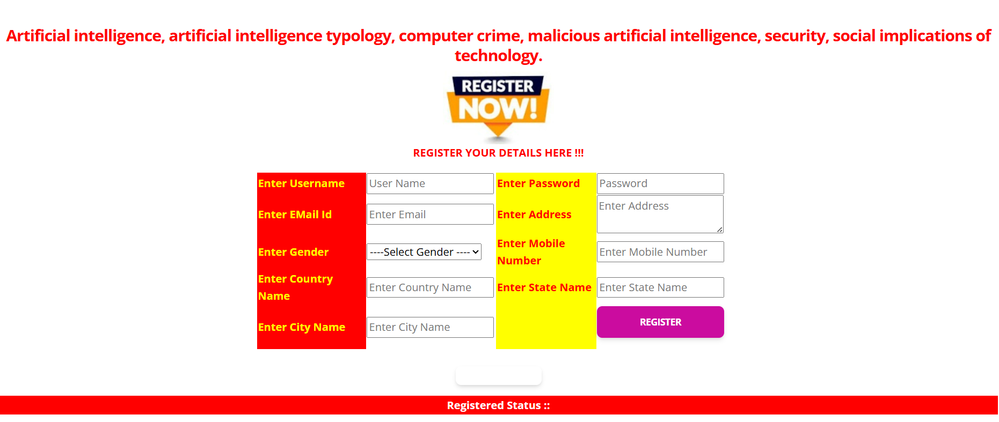 Artificial intelligence, artificial intelligence typology, computer crime, malicious artificial intelligence, security, social implications of
technology.
REGISTER
NOW!
REGISTER YOUR DETAILS HERE !!!
Enter Username User Name Enter Password Password
Enter EMail Id Enter Email Enter Address Enter Address
Enter Gender ----Select Gender ---- Enter Mobile
Number Enter Mobile Number
Enter Country
Name Enter Country Name Enter State Name Enter State Name
Enter City Name Enter City Name REGISTER
Registered Status ::